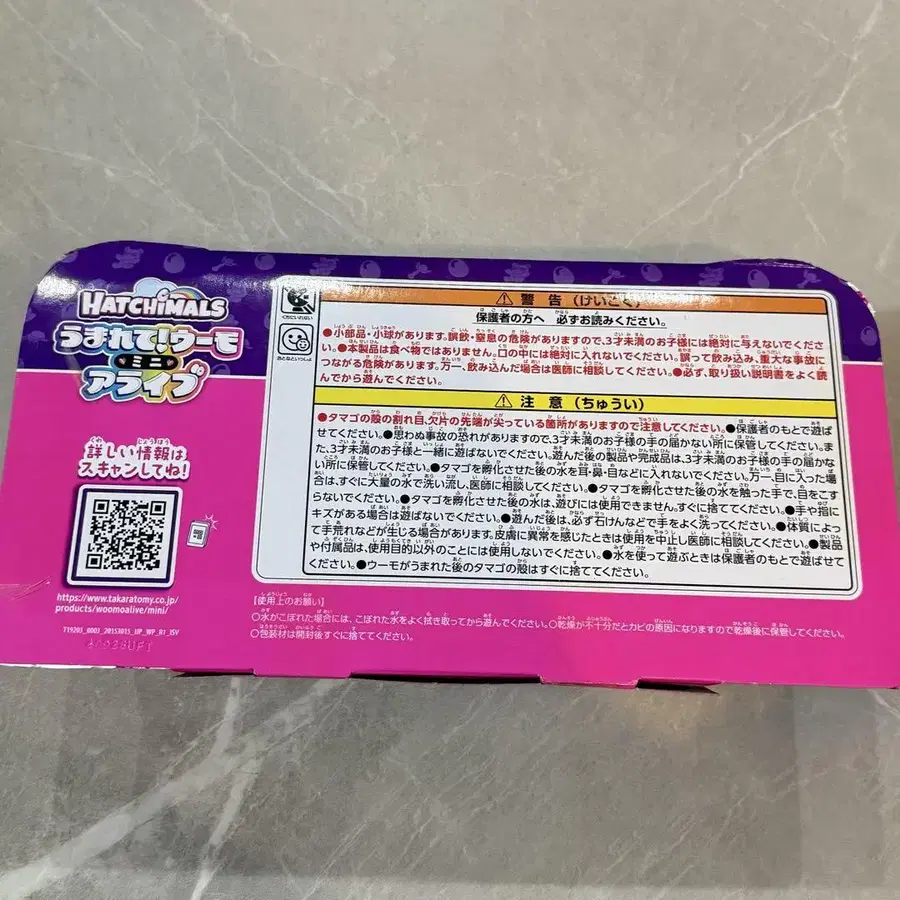 HATCHiMALS
うまれて!ウーモ
ミニ
アライブ
詳しい情報は
スキャンしてね!
https://www.takaratomy.co.jp/
products/woomoalive/mini/
⚠ 警告（けいこく）
保護者の方へ 必ずお読みください。
●小部品・小球があります。誤飲・窒息の危険がありますので、3才未満のお子様には絶対に与えないでください。
●本製品は食べ物ではありません。口の中には絶対に入れないでください。誤って飲み込み、重大な事故に
つながる危険があります。万一、飲み込んだ場合は医師に相談してください。●必ず、取り扱い説明書をよく読
んでから遊んでください。
⚠ 注意（ちゅうい）
●タマゴの殻の割れ目、欠片の先端が尖っている箇所がありますので注意してください。●保護者のもとで遊ば
せてください。●思わぬ事故の恐れがありますので、3才未満のお子様の手の届かない所に保管してください。ま
た、3才未満のお子様と一緒に遊ばないでください。遊んだ後の製品や完成品は、3才未満のお子様の手の届かな
い所に保管してください。●タマゴを孵化させた後の水を耳・鼻・目などに入れないでください。万一、目に入った場
合は、すぐに大量の水で洗い流し、医師に相談してください。●タマゴを孵化させた後の水を触った手で、目をこす
らないでください。●タマゴを孵化させた後の水は、遊びには使用できません。すぐに捨ててください。●手や指に
キズがある場合は遊ばないでください。●遊んだ後は、必ず石けんなどで手をよく洗ってください。●体質によっ
て手荒れなどが生じる場合があります。皮膚に異常を感じたときは使用を中止し医師に相談してください。●製品
や付属品は、使用目的以外のことには使用しないでください。●水を使って遊ぶときは保護者のもとで遊ばせて
ください。●ウーモがうまれた後のタマゴの殻はすぐに捨ててください。
【使用上のお願い】
○水がこぼれた場合には、こぼれた水をよく拭き取ってから遊んでください。○乾燥が不十分だとカビの原因になりますので乾燥後に保管してください。
○包装材は開封後すぐに捨ててください。